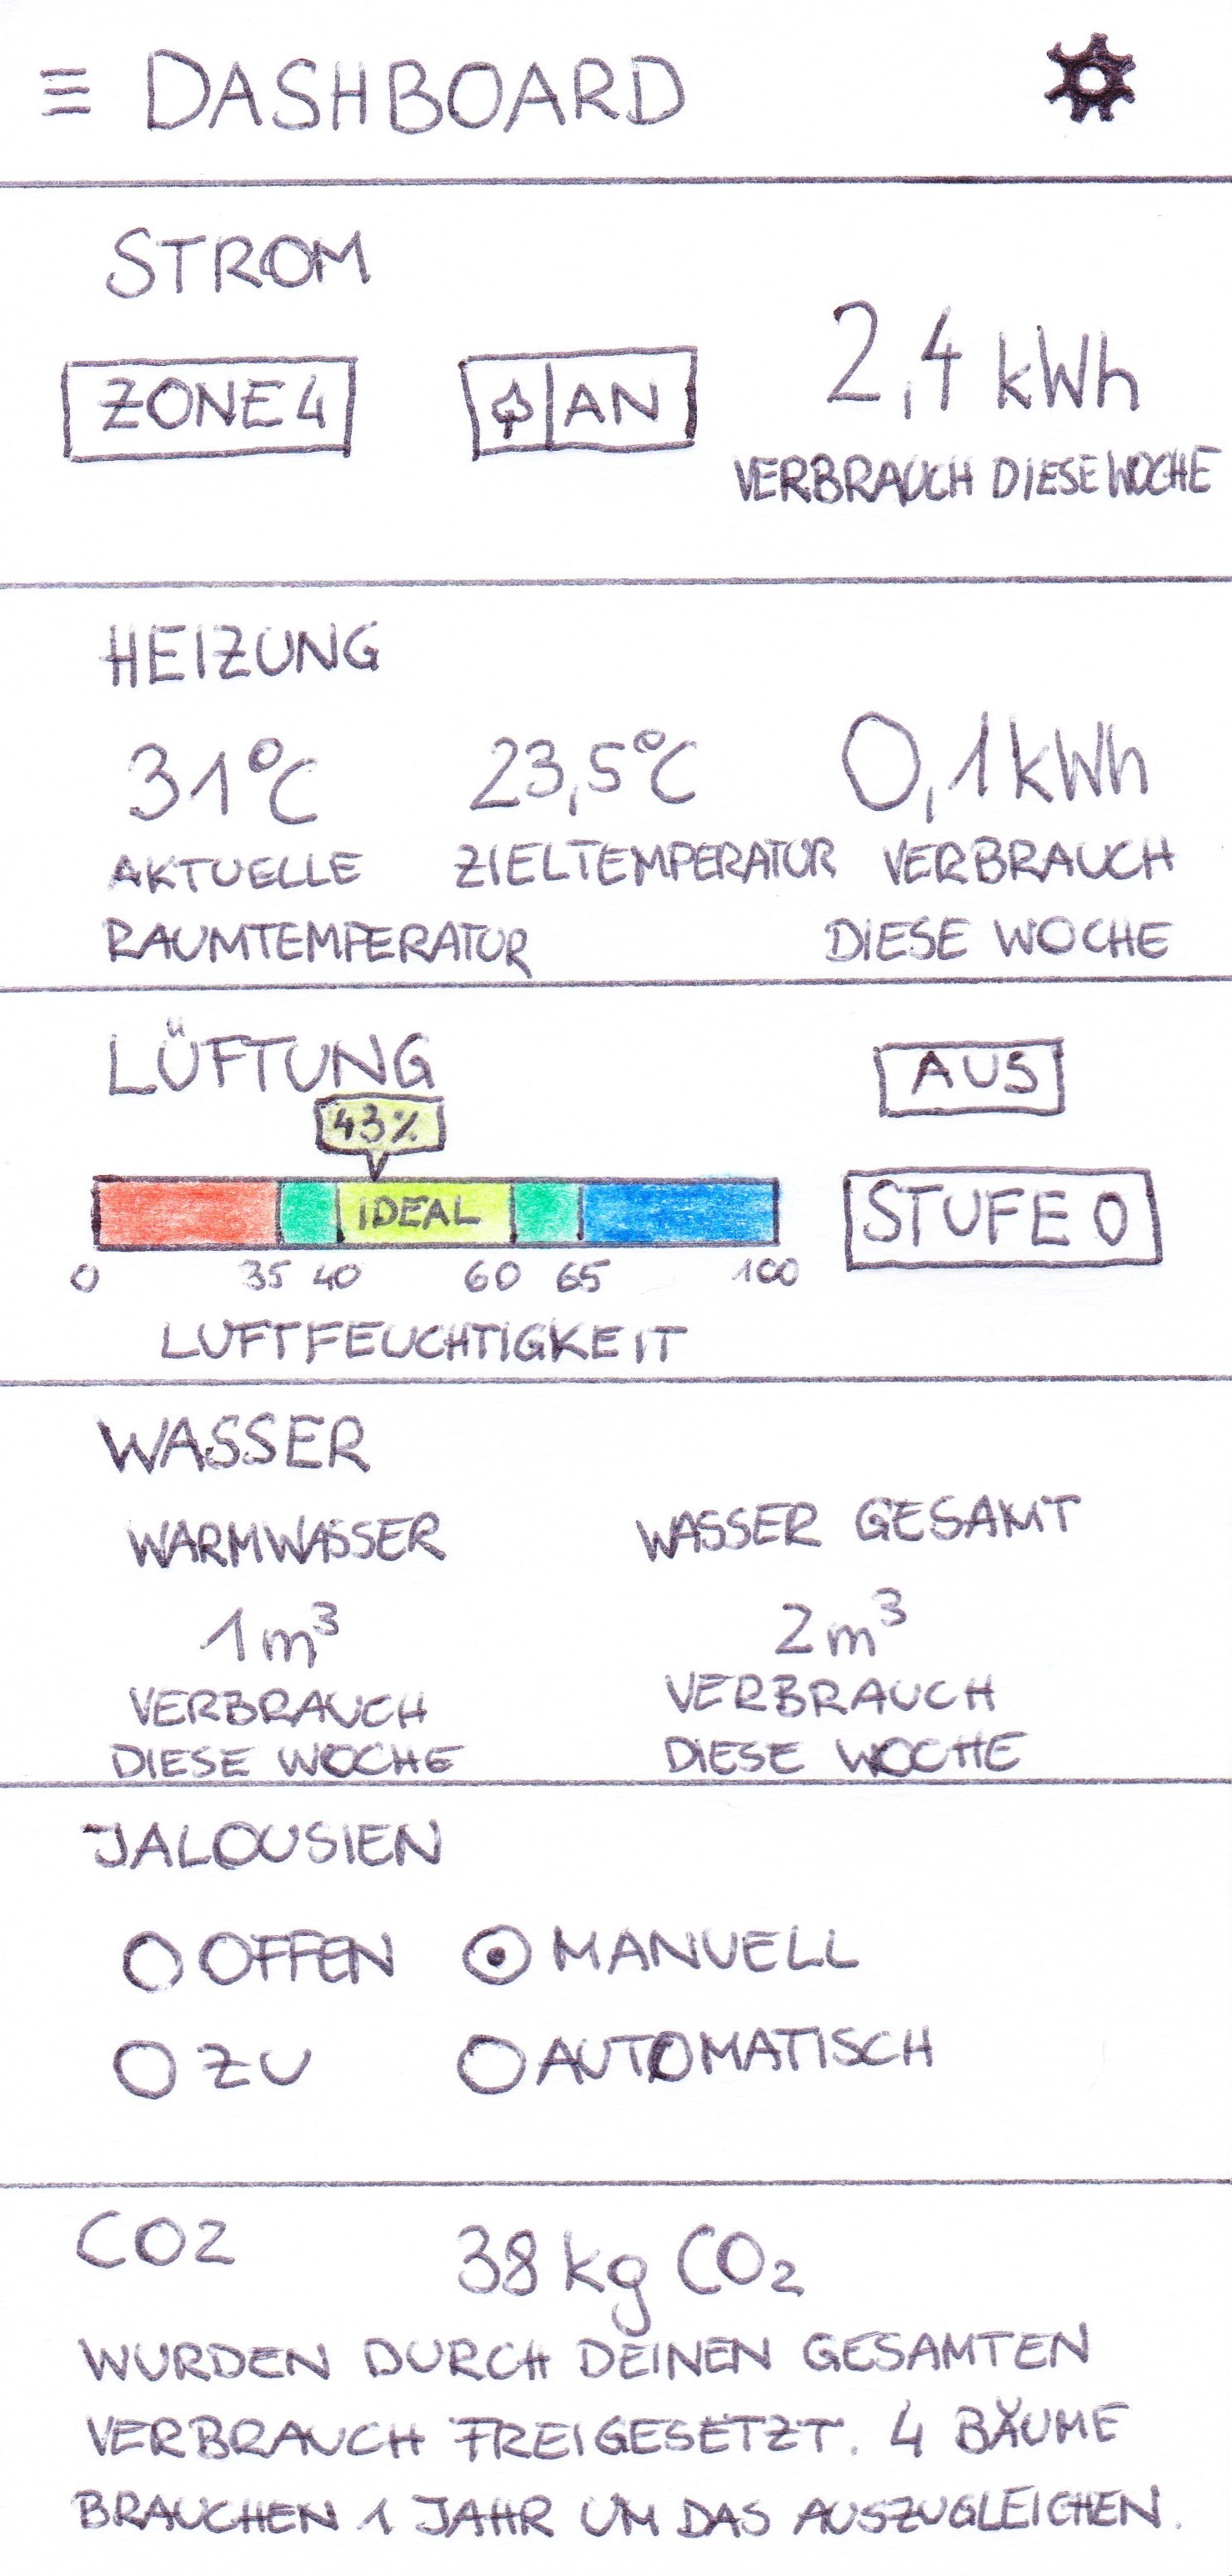 DASHBOARD
STROM
ZONE 4
AN
2,4 kWh
VERBRAUCH DIESE WOCHE
HEIZUNG
31°C
23,5°C
0,1 kWh
AKTUELLE
RAUMTEMPERATUR
ZIELTEMPERATUR
VERBRAUCH
DIESE WOCHE
LÜFTUNG
AUS
43%
IDEAL
STUFE 0
0 35 40 60 65 100
LUFTFEUCHTIGKEIT
WASSER
WARMWASSER
1 m³
VERBRAUCH
DIESE WOCHE
WASSER GESAMT
2 m³
VERBRAUCH
DIESE WOCHE
JALOUSIEN
OFFEN
MANUELL
ZU
AUTOMATISCH
CO2
38 kg CO₂
WURDEN DURCH DEINEN GESAMTEN
VERBRAUCH FREIGESETZT. 4 BÄUME
BRAUCHEN 1 JAHR UM DAS AUSZUGLEICHEN.